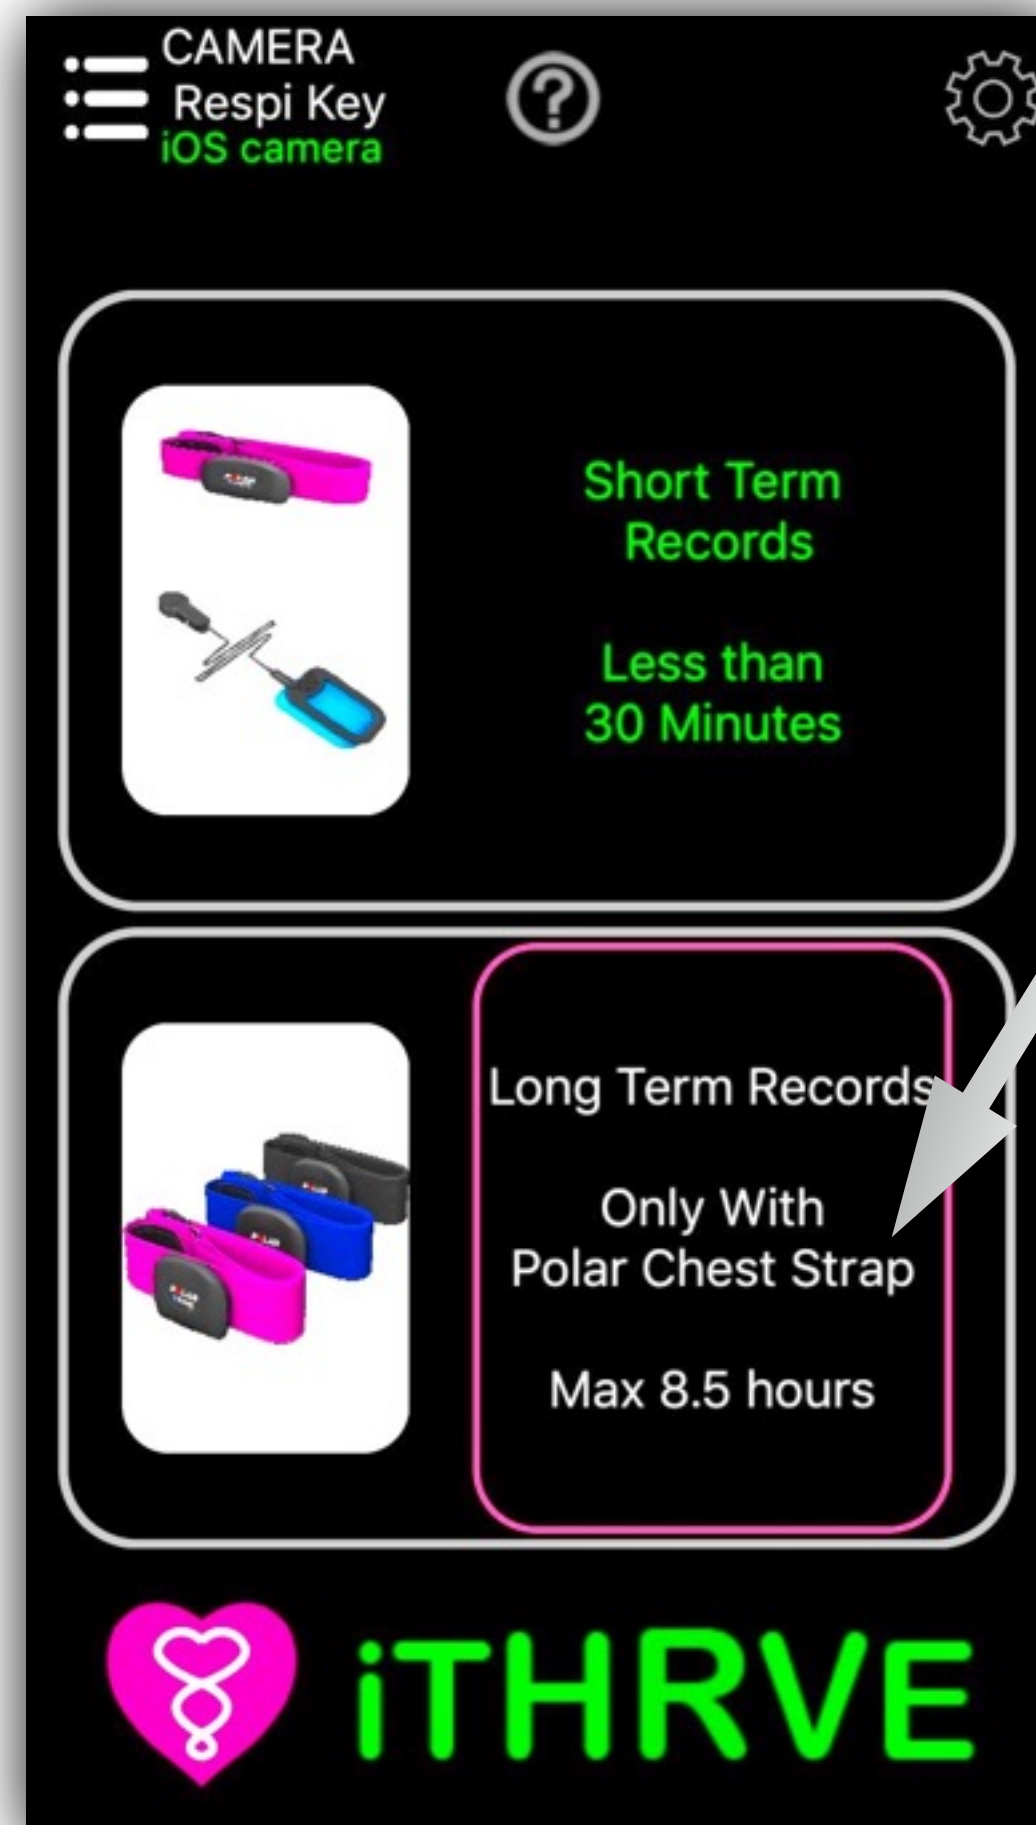 CAMERA
Respi Key
iOS camera
Short Term
Records
Less than
30 Minutes
Long Term Records
Only With
Polar Chest Strap
Max 8.5 hours
iTHRVE